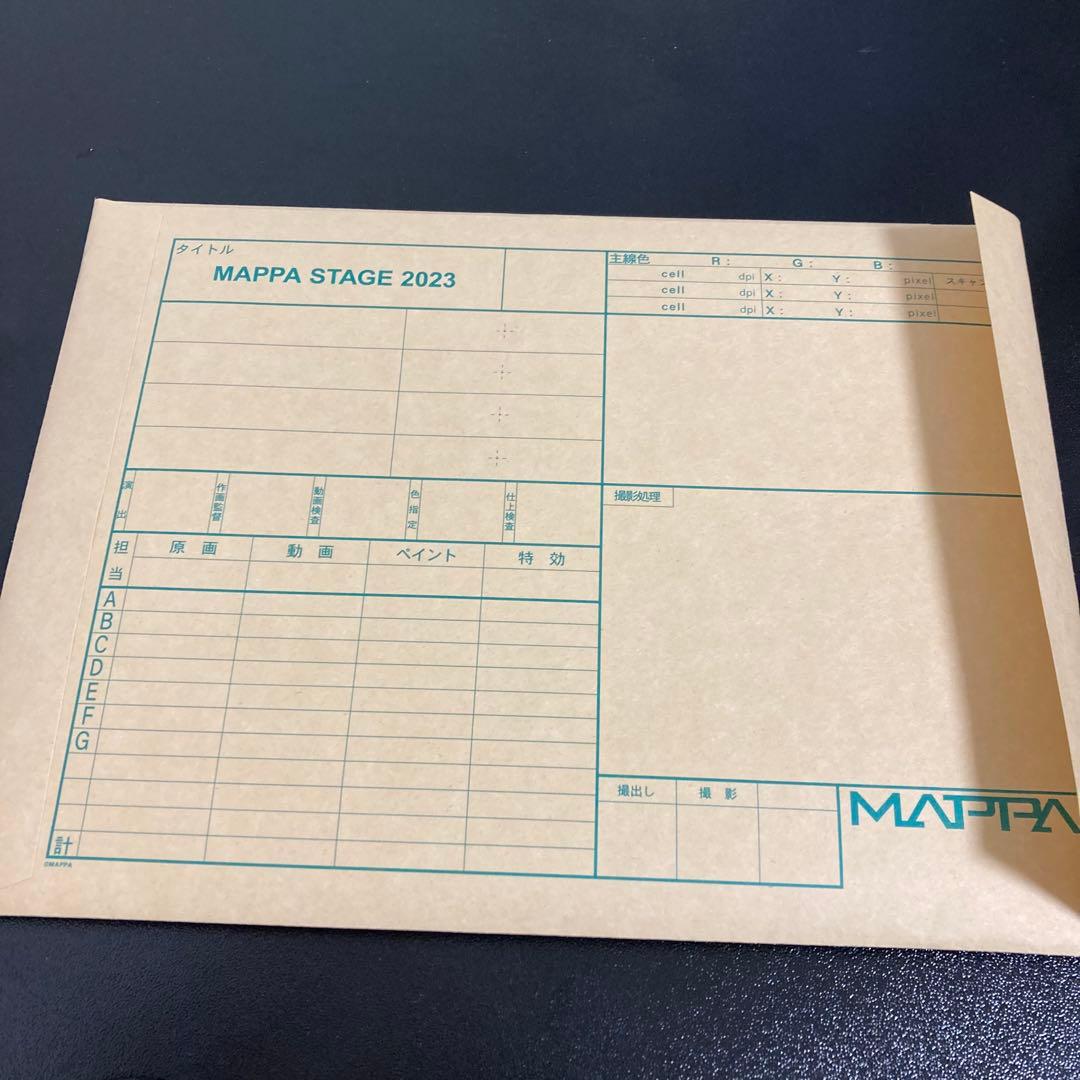 タイトル
MAPPA STAGE 2023
主線色 R: G: B:
cell dpi X: Y: pixel スキャン
cell dpi X: Y: pixel
cell dpi X: Y: pixel
演出 作画監督 動画検査 色指定 仕上検査
撮影処理
担当 原画 動画 ペイント 特効
A
B
C
D
E
F
G
計
撮出し 撮影
MAPPA
©MAPPA